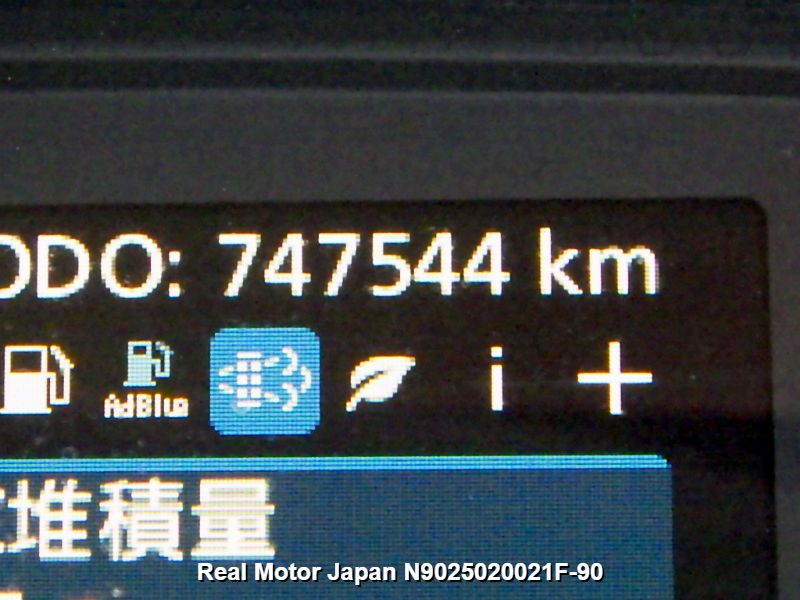 ODO: 747544 km
AdBlue
i
堆積量
Real Motor Japan N9025020021F-90